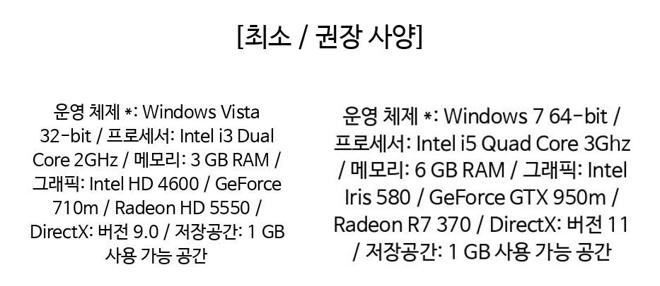 [최소 / 권장 사양]
운영 체제 *: Windows Vista
32-bit / 프로세서: Intel i3 Dual
Core 2GHz / 메모리: 3 GB RAM /
그래픽: Intel HD 4600 / GeForce
710m / Radeon HD 5550 /
DirectX: 버전 9.0 / 저장공간: 1 GB
사용 가능 공간
운영 체제 *: Windows 7 64-bit /
프로세서: Intel i5 Quad Core 3Ghz
/ 메모리: 6 GB RAM / 그래픽: Intel
Iris 580 / GeForce GTX 950m /
Radeon R7 370 / DirectX: 버전 11
/ 저장공간: 1 GB 사용 가능 공간